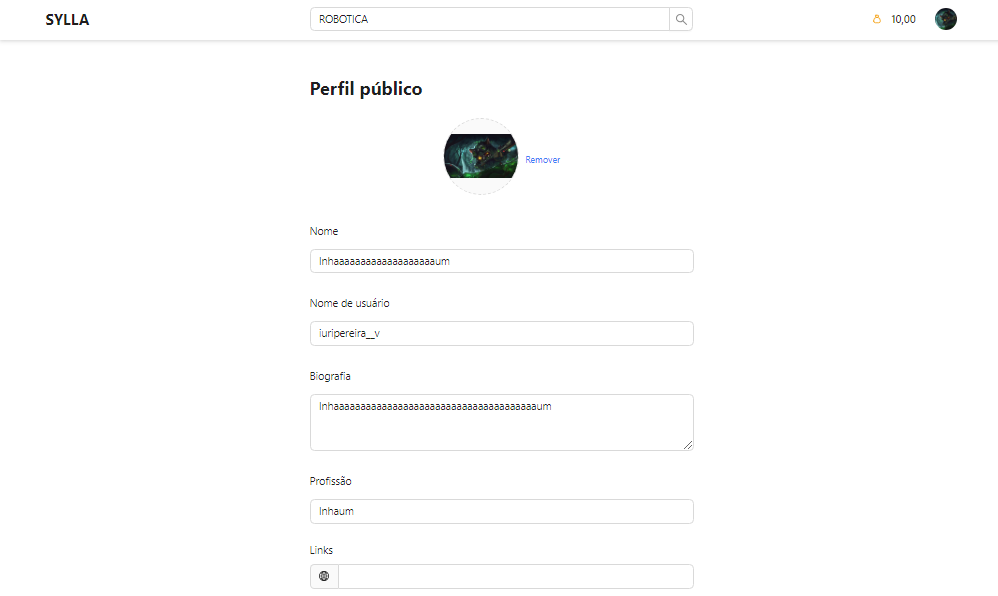 SYLLA
ROBOTICA
10,00
Perfil público
Remover
Nome
Inhaaaaaaaaaaaaaaaaaaaum
Nome de usuário
iuripereira__v
Biografia
Inhaaaaaaaaaaaaaaaaaaaaaaaaaaaaaaaaaaaaaaum
Profissão
Inhaum
Links